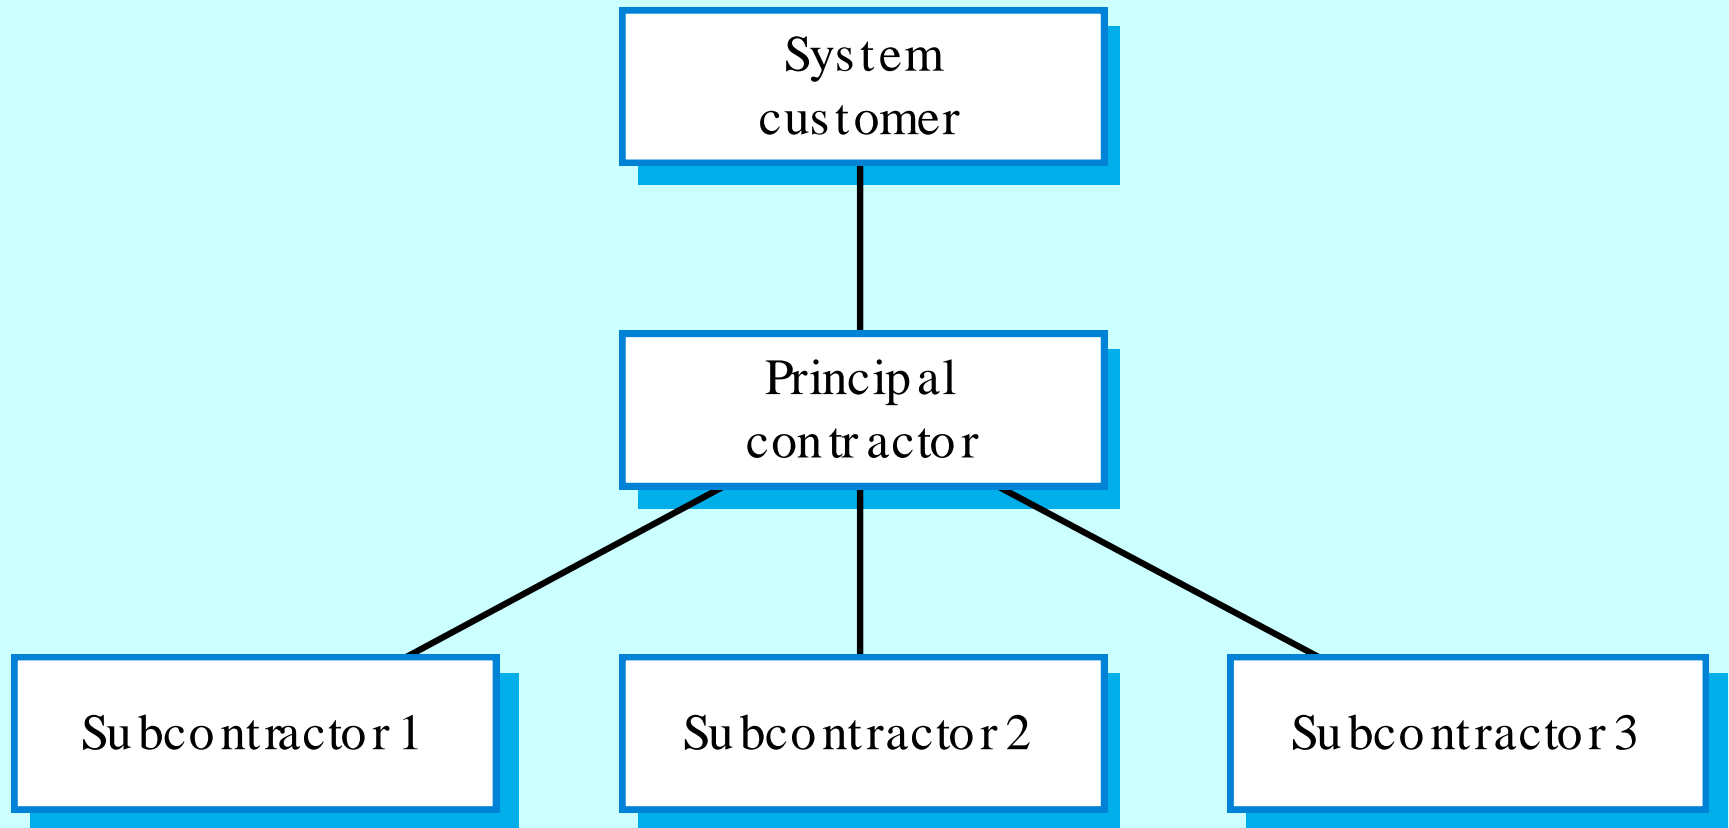 System
customer
Principal
contractor
Subcontractor 1
Subcontractor 2
Subcontractor 3